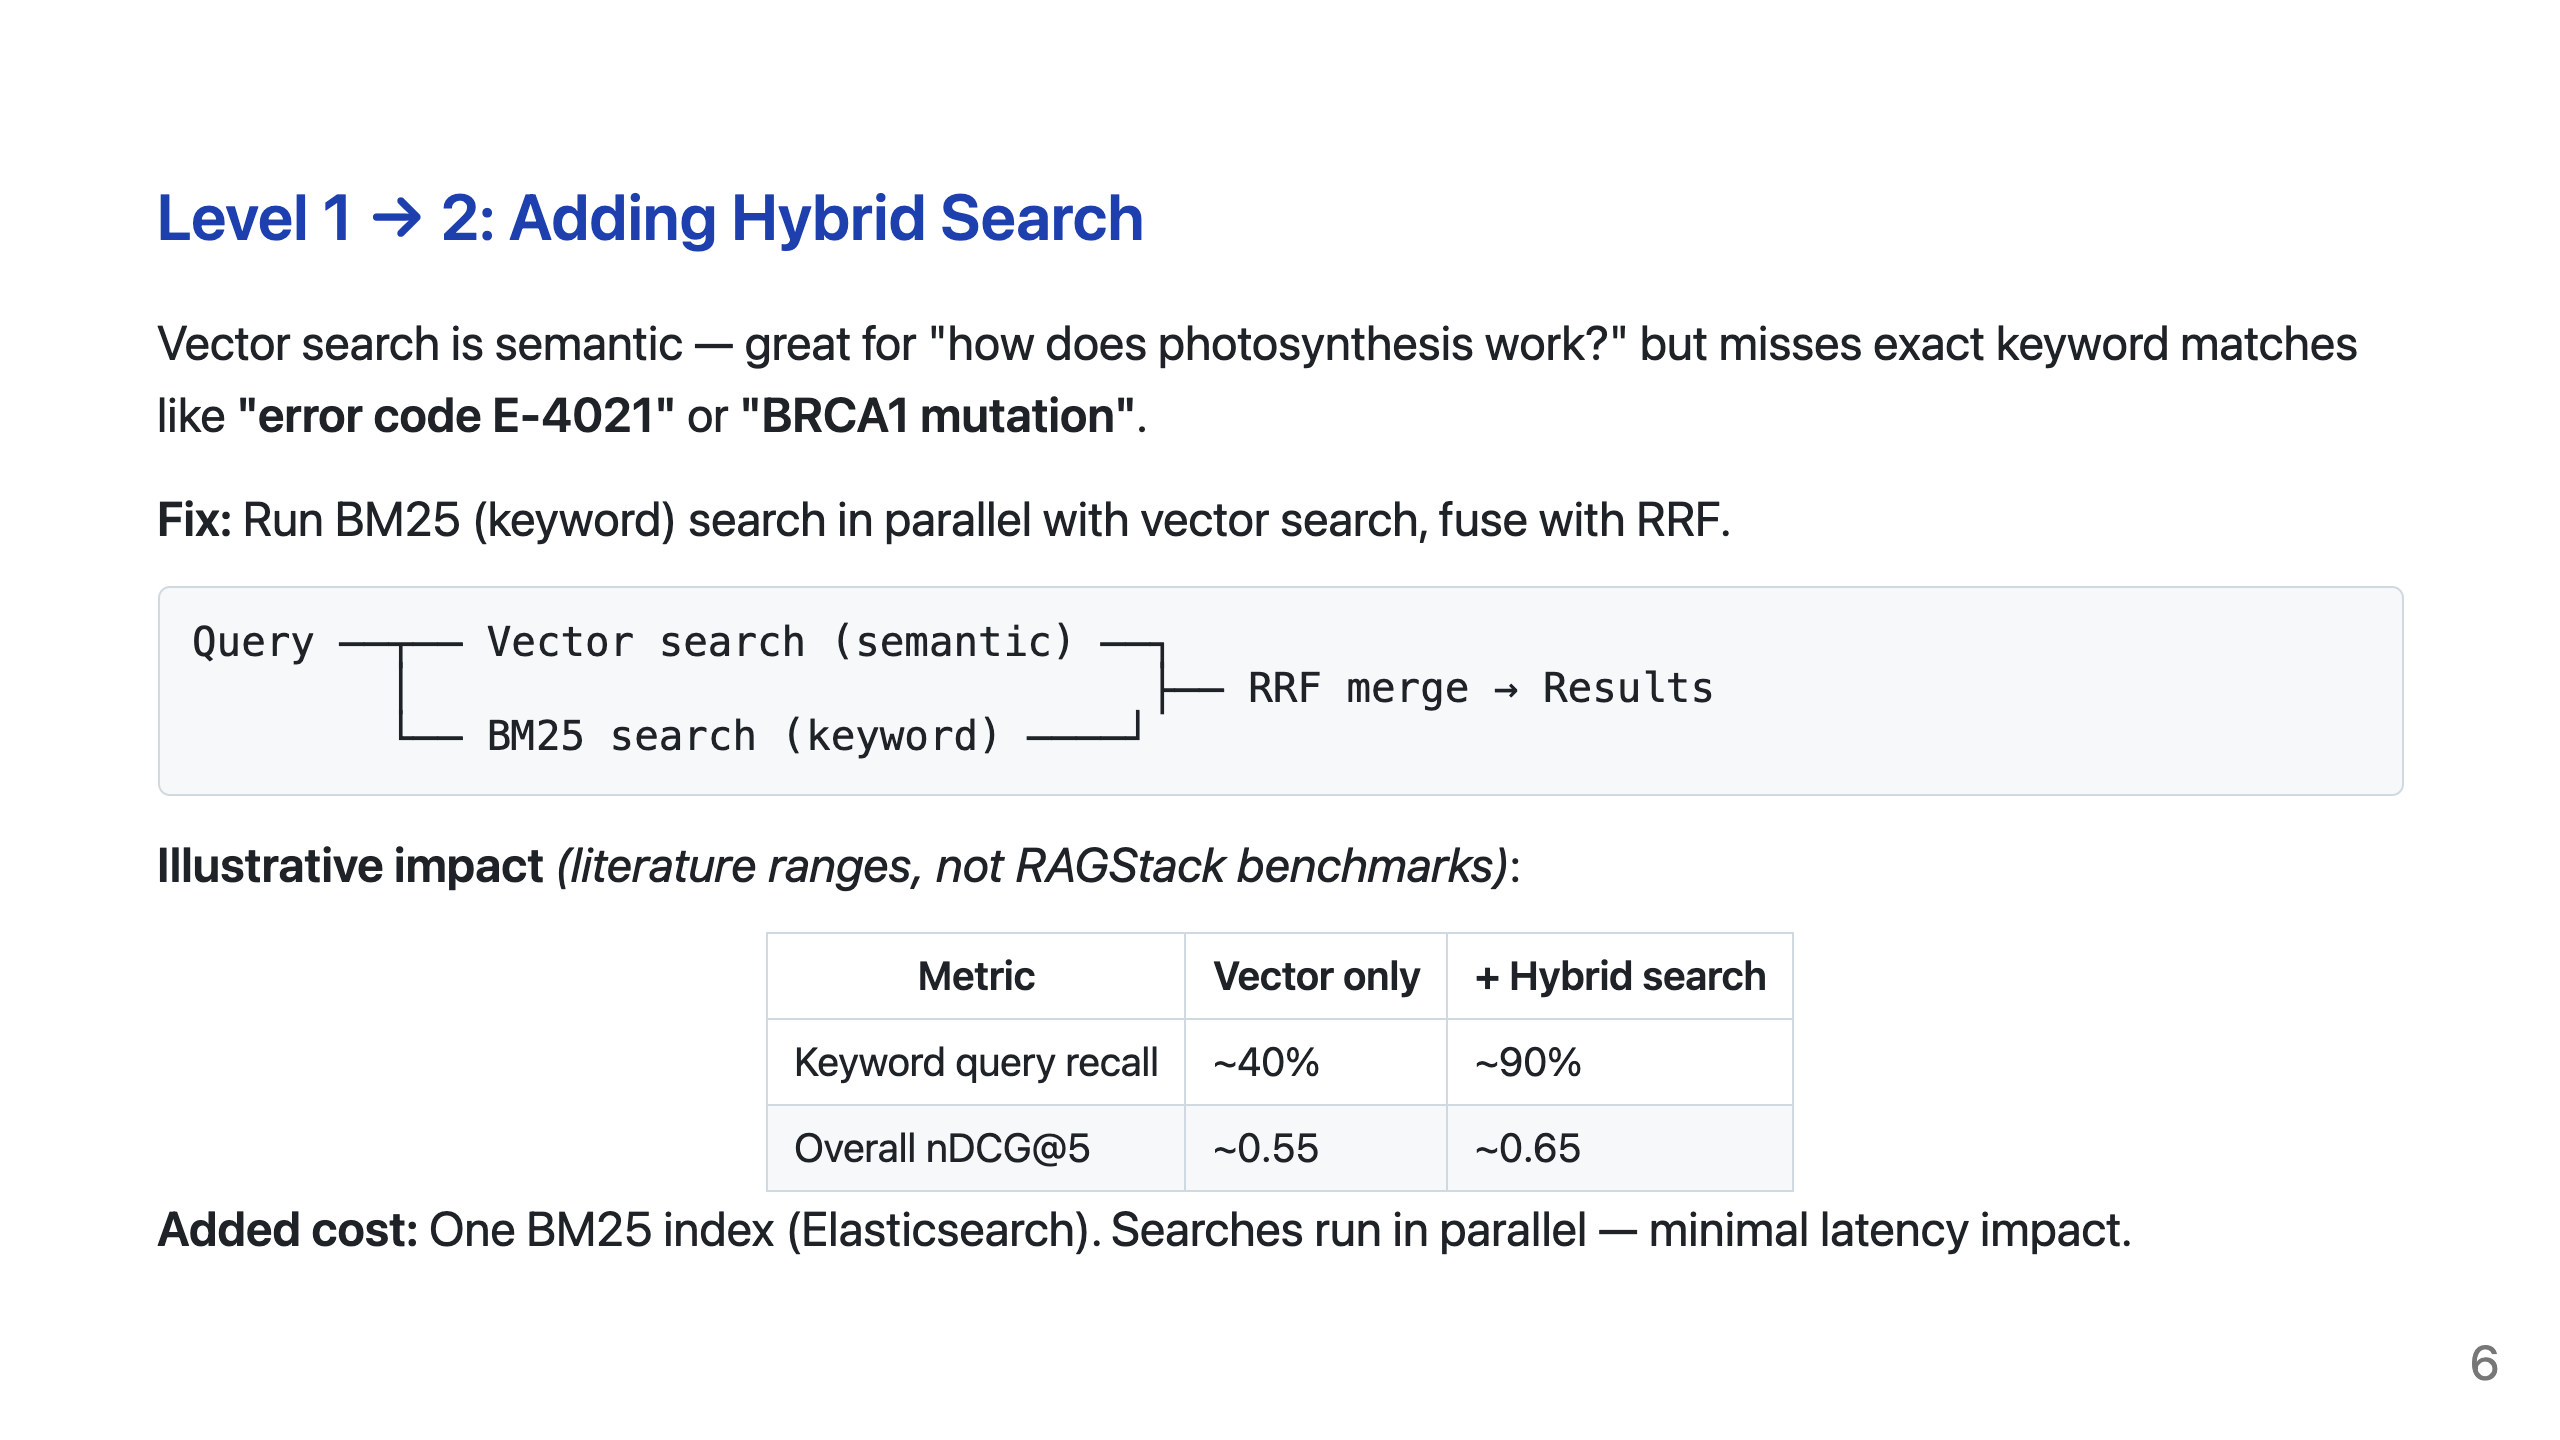 Level 1 → 2: Adding Hybrid Search
Vector search is semantic — great for "how does photosynthesis work?" but misses exact keyword matches
like "error code E-4021" or "BRCA1 mutation".
Fix: Run BM25 (keyword) search in parallel with vector search, fuse with RRF.
Query ──┬── Vector search (semantic) ──┐
├── RRF merge → Results
└── BM25 search (keyword) ────┘
Illustrative impact (literature ranges, not RAGStack benchmarks):
Metric Vector only + Hybrid search
Keyword query recall ~40% ~90%
Overall nDCG@5 ~0.55 ~0.65
Added cost: One BM25 index (Elasticsearch). Searches run in parallel — minimal latency impact.
6